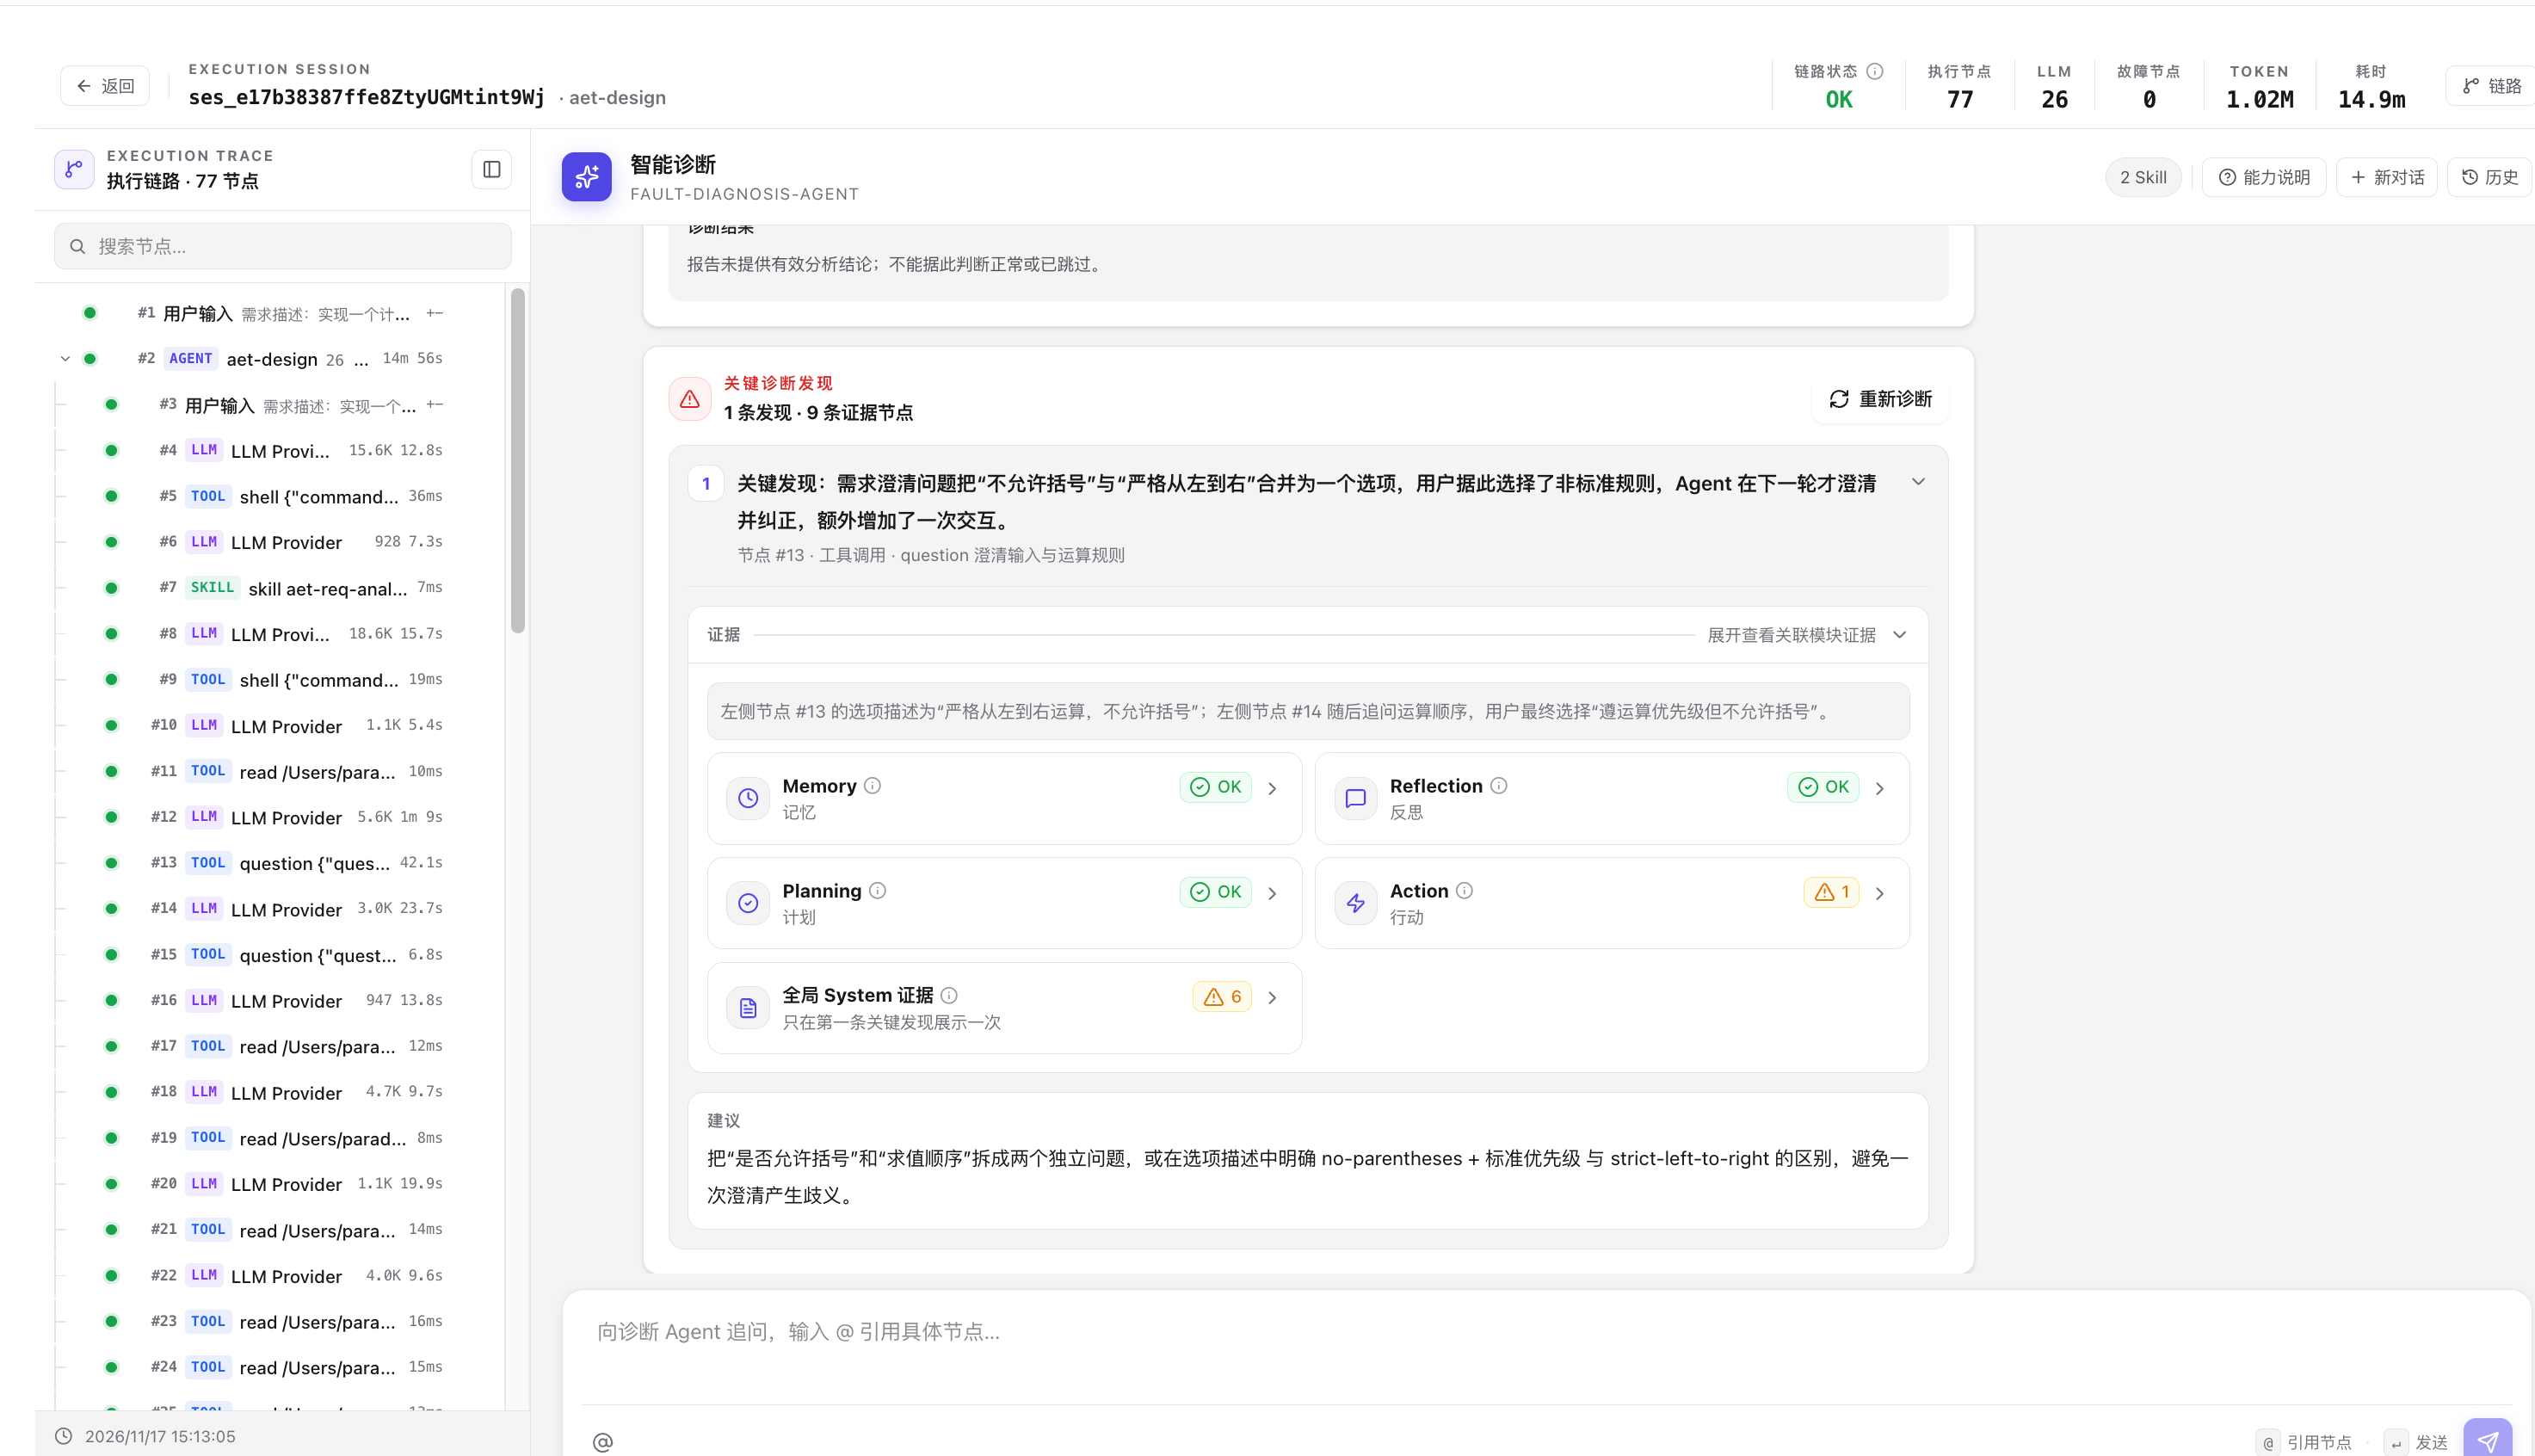 返回
EXECUTION SESSION
ses_e17b38387ffe8ZtyUGMtint9Wj · aet-design
链路状态
OK
执行节点
77
LLM
26
故障节点
0
TOKEN
1.02M
耗时
14.9m
链路
EXECUTION TRACE
执行链路 · 77 节点
搜索节点...
#1 用户输入 需求描述：实现一个计... +−
#2 AGENT aet-design 26 ... 14m 56s
#3 用户输入 需求描述：实现一个... +−
#4 LLM LLM Provi... 15.6K 12.8s
#5 TOOL shell {"command... 36ms
#6 LLM LLM Provider 928 7.3s
#7 SKILL skill aet-req-anal... 7ms
#8 LLM LLM Provi... 18.6K 15.7s
#9 TOOL shell {"command... 19ms
#10 LLM LLM Provider 1.1K 5.4s
#11 TOOL read /Users/para... 10ms
#12 LLM LLM Provider 5.6K 1m 9s
#13 TOOL question {"ques... 42.1s
#14 LLM LLM Provider 3.0K 23.7s
#15 TOOL question {"quest... 6.8s
#16 LLM LLM Provider 947 13.8s
#17 TOOL read /Users/para... 12ms
#18 LLM LLM Provider 4.7K 9.7s
#19 TOOL read /Users/parad... 8ms
#20 LLM LLM Provider 1.1K 19.9s
#21 TOOL read /Users/para... 14ms
#22 LLM LLM Provider 4.0K 9.6s
#23 TOOL read /Users/para... 16ms
#24 TOOL read /Users/para... 15ms
2026/11/17 15:13:05
智能诊断
FAULT-DIAGNOSIS-AGENT
2 Skill
能力说明
新对话
历史
诊断结果
报告未提供有效分析结论；不能据此判断正常或已跳过。
关键诊断发现
1 条发现 · 9 条证据节点
重新诊断
1
关键发现：需求澄清问题把“不允许括号”与“严格从左到右”合并为一个选项，用户据此选择了非标准规则，Agent 在下一轮才澄清
并纠正，额外增加了一次交互。
节点 #13 · 工具调用 · question 澄清输入与运算规则
证据
展开查看关联模块证据
左侧节点 #13 的选项描述为“严格从左到右运算，不允许括号”；左侧节点 #14 随后追问运算顺序，用户最终选择“遵运算优先级但不允许括号”。
Memory
记忆
OK
Reflection
反思
OK
Planning
计划
OK
Action
行动
1
全局 System 证据
只在第一条关键发现展示一次
6
建议
把“是否允许括号”和“求值顺序”拆成两个独立问题，或在选项描述中明确 no-parentheses + 标准优先级 与 strict-left-to-right 的区别，避免一
次澄清产生歧义。
向诊断 Agent 追问，输入 @ 引用具体节点...
@
@ 引用节点 · ↵ 发送